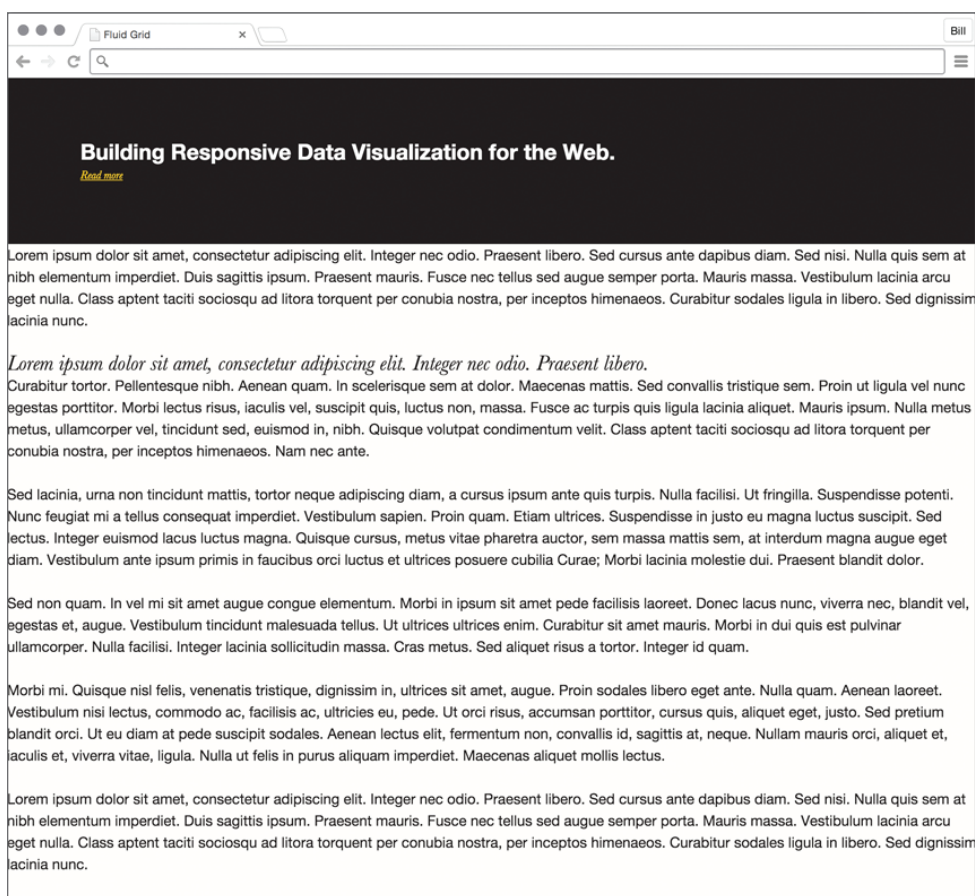 Fluid Grid
Bill
Building Responsive Data Visualization for the Web.
Read more
Lorem ipsum dolor sit amet, consectetur adipiscing elit. Integer nec odio. Praesent libero. Sed cursus ante dapibus diam. Sed nisi. Nulla quis sem at
nibh elementum imperdiet. Duis sagittis ipsum. Praesent mauris. Fusce nec tellus sed augue semper porta. Mauris massa. Vestibulum lacinia arcu
eget nulla. Class aptent taciti sociosqu ad litora torquent per conubia nostra, per inceptos himenaeos. Curabitur sodales ligula in libero. Sed dignissim
lacinia nunc.
Lorem ipsum dolor sit amet, consectetur adipiscing elit. Integer nec odio. Praesent libero.
Curabitur tortor. Pellentesque nibh. Aenean quam. In scelerisque sem at dolor. Maecenas mattis. Sed convallis tristique sem. Proin ut ligula vel nunc
egestas porttitor. Morbi lectus risus, iaculis vel, suscipit quis, luctus non, massa. Fusce ac turpis quis ligula lacinia aliquet. Mauris ipsum. Nulla metus
metus, ullamcorper vel, tincidunt sed, euismod in, nibh. Quisque volutpat condimentum velit. Class aptent taciti sociosqu ad litora torquent per
conubia nostra, per inceptos himenaeos. Nam nec ante.
Sed lacinia, urna non tincidunt mattis, tortor neque adipiscing diam, a cursus ipsum ante quis turpis. Nulla facilisi. Ut fringilla. Suspendisse potenti.
Nunc feugiat mi a tellus consequat imperdiet. Vestibulum sapien. Proin quam. Etiam ultrices. Suspendisse in justo eu magna luctus suscipit. Sed
lectus. Integer euismod lacus luctus magna. Quisque cursus, metus vitae pharetra auctor, sem massa mattis sem, at interdum magna augue eget
diam. Vestibulum ante ipsum primis in faucibus orci luctus et ultrices posuere cubilia Curae; Morbi lacinia molestie dui. Praesent blandit dolor.
Sed non quam. In vel mi sit amet augue congue elementum. Morbi in ipsum sit amet pede facilisis laoreet. Donec lacus nunc, viverra nec, blandit vel,
egestas et, augue. Vestibulum tincidunt malesuada tellus. Ut ultrices ultrices enim. Curabitur sit amet mauris. Morbi in dui quis est pulvinar
ullamcorper. Nulla facilisi. Integer lacinia sollicitudin massa. Cras metus. Sed aliquet risus a tortor. Integer id quam.
Morbi mi. Quisque nisl felis, venenatis tristique, dignissim in, ultrices sit amet, augue. Proin sodales libero eget ante. Nulla quam. Aenean laoreet.
Vestibulum nisi lectus, commodo ac, facilisis ac, ultricies eu, pede. Ut orci risus, accumsan porttitor, cursus quis, aliquet eget, justo. Sed pretium
blandit orci. Ut eu diam at pede suscipit sodales. Aenean lectus elit, fermentum non, convallis id, sagittis at, neque. Nullam mauris orci, aliquet et,
iaculis et, viverra vitae, ligula. Nulla ut felis in purus aliquam imperdiet. Maecenas aliquet mollis lectus.
Lorem ipsum dolor sit amet, consectetur adipiscing elit. Integer nec odio. Praesent libero. Sed cursus ante dapibus diam. Sed nisi. Nulla quis sem at
nibh elementum imperdiet. Duis sagittis ipsum. Praesent mauris. Fusce nec tellus sed augue semper porta. Mauris massa. Vestibulum lacinia arcu
eget nulla. Class aptent taciti sociosqu ad litora torquent per conubia nostra, per inceptos himenaeos. Curabitur sodales ligula in libero. Sed dignissim
lacinia nunc.